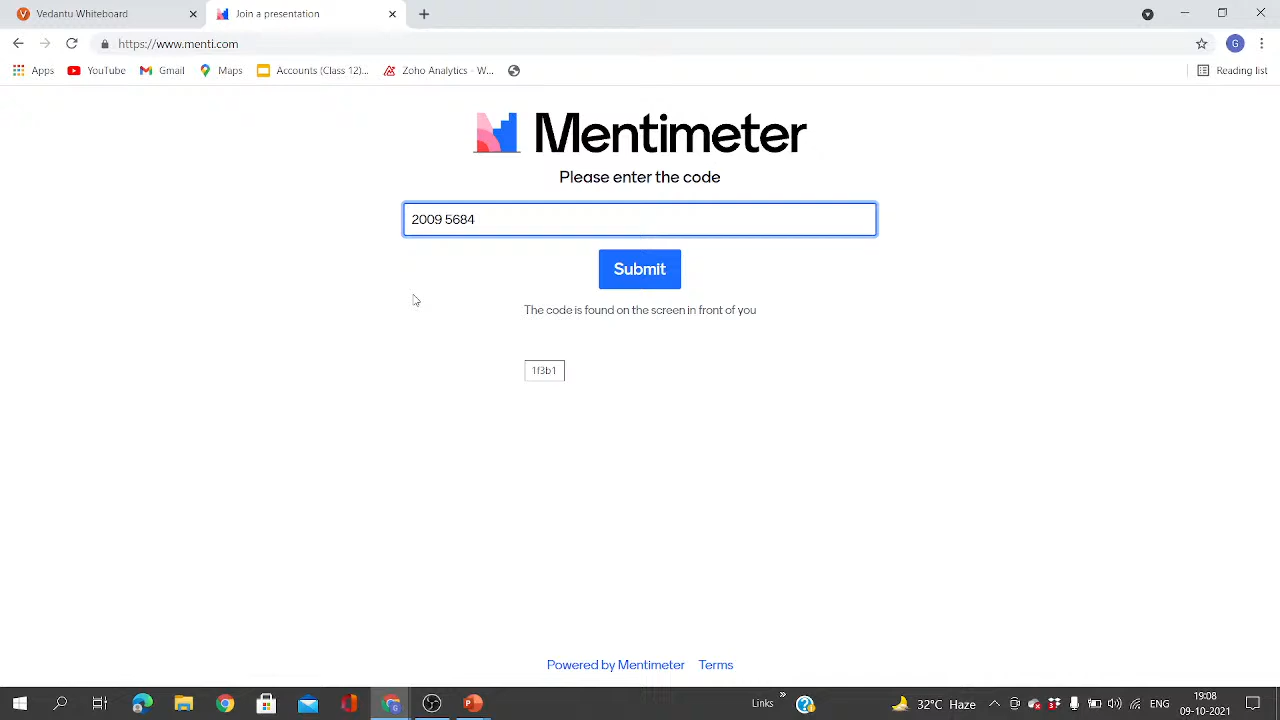 Vedantu Whiteboard
Join a presentation
https://www.menti.com
G
Apps
YouTube
Gmail
Maps
Accounts (Class 12)...
Zoho Analytics - W...
Reading list
Mentimeter
Please enter the code
2009 5684
Submit
The code is found on the screen in front of you
1f3b1
Powered by Mentimeter
Terms
Links
32°C Haze
ENG
19:08
09-10-2021